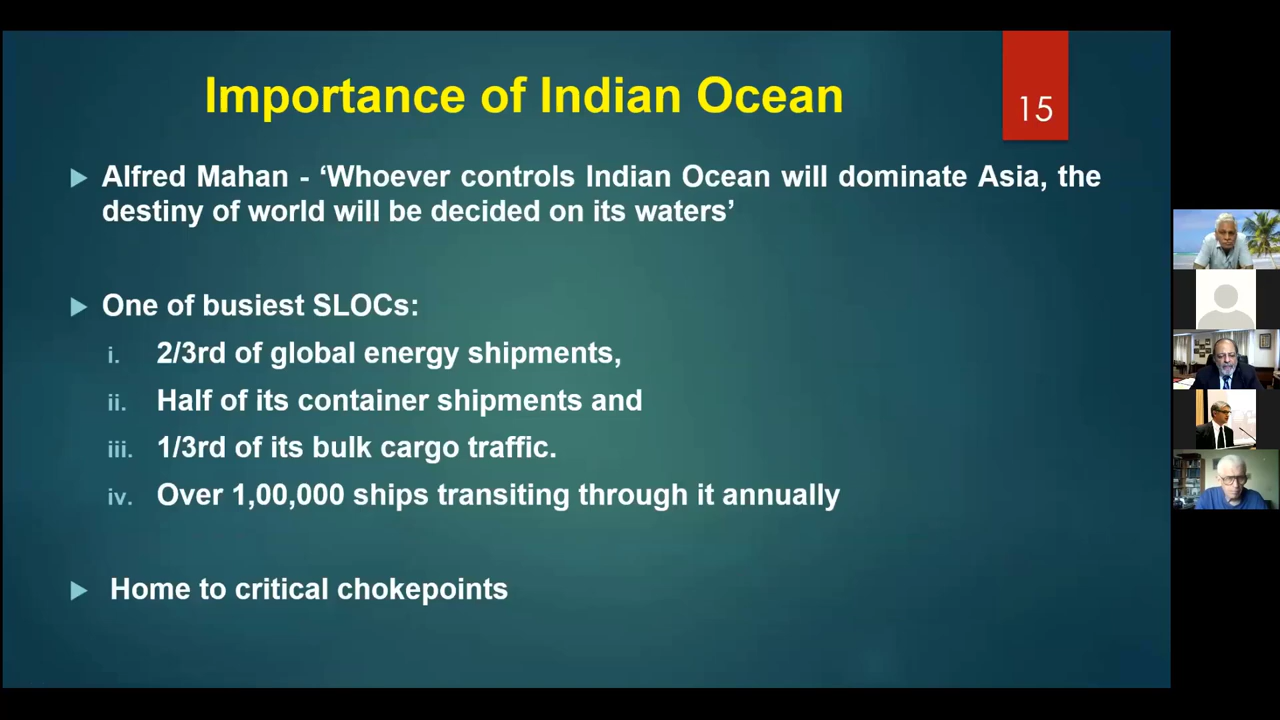 Importance of Indian Ocean
15
Alfred Mahan - ‘Whoever controls Indian Ocean will dominate Asia, the
destiny of world will be decided on its waters’
One of busiest SLOCs:
i. 2/3rd of global energy shipments,
ii. Half of its container shipments and
iii. 1/3rd of its bulk cargo traffic.
iv. Over 1,00,000 ships transiting through it annually
Home to critical chokepoints